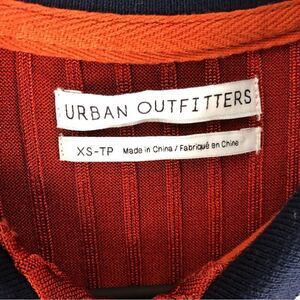 URBAN OUTFITTERS
XS-TP Made in China / Fabriqué en Chine